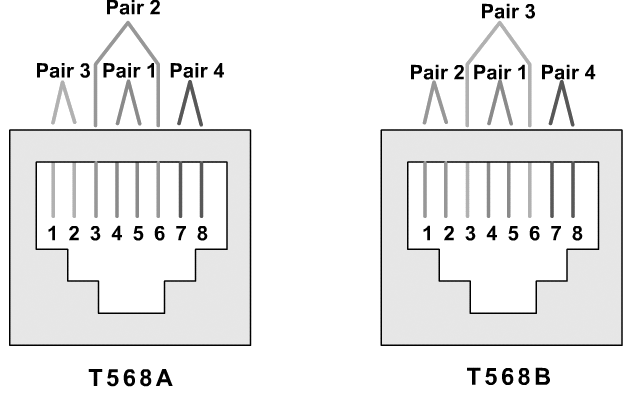 Pair 2
Pair 3 Pair 1 Pair 4
1 2 3 4 5 6 7 8
T568A
Pair 3
Pair 2 Pair 1 Pair 4
1 2 3 4 5 6 7 8
T568B